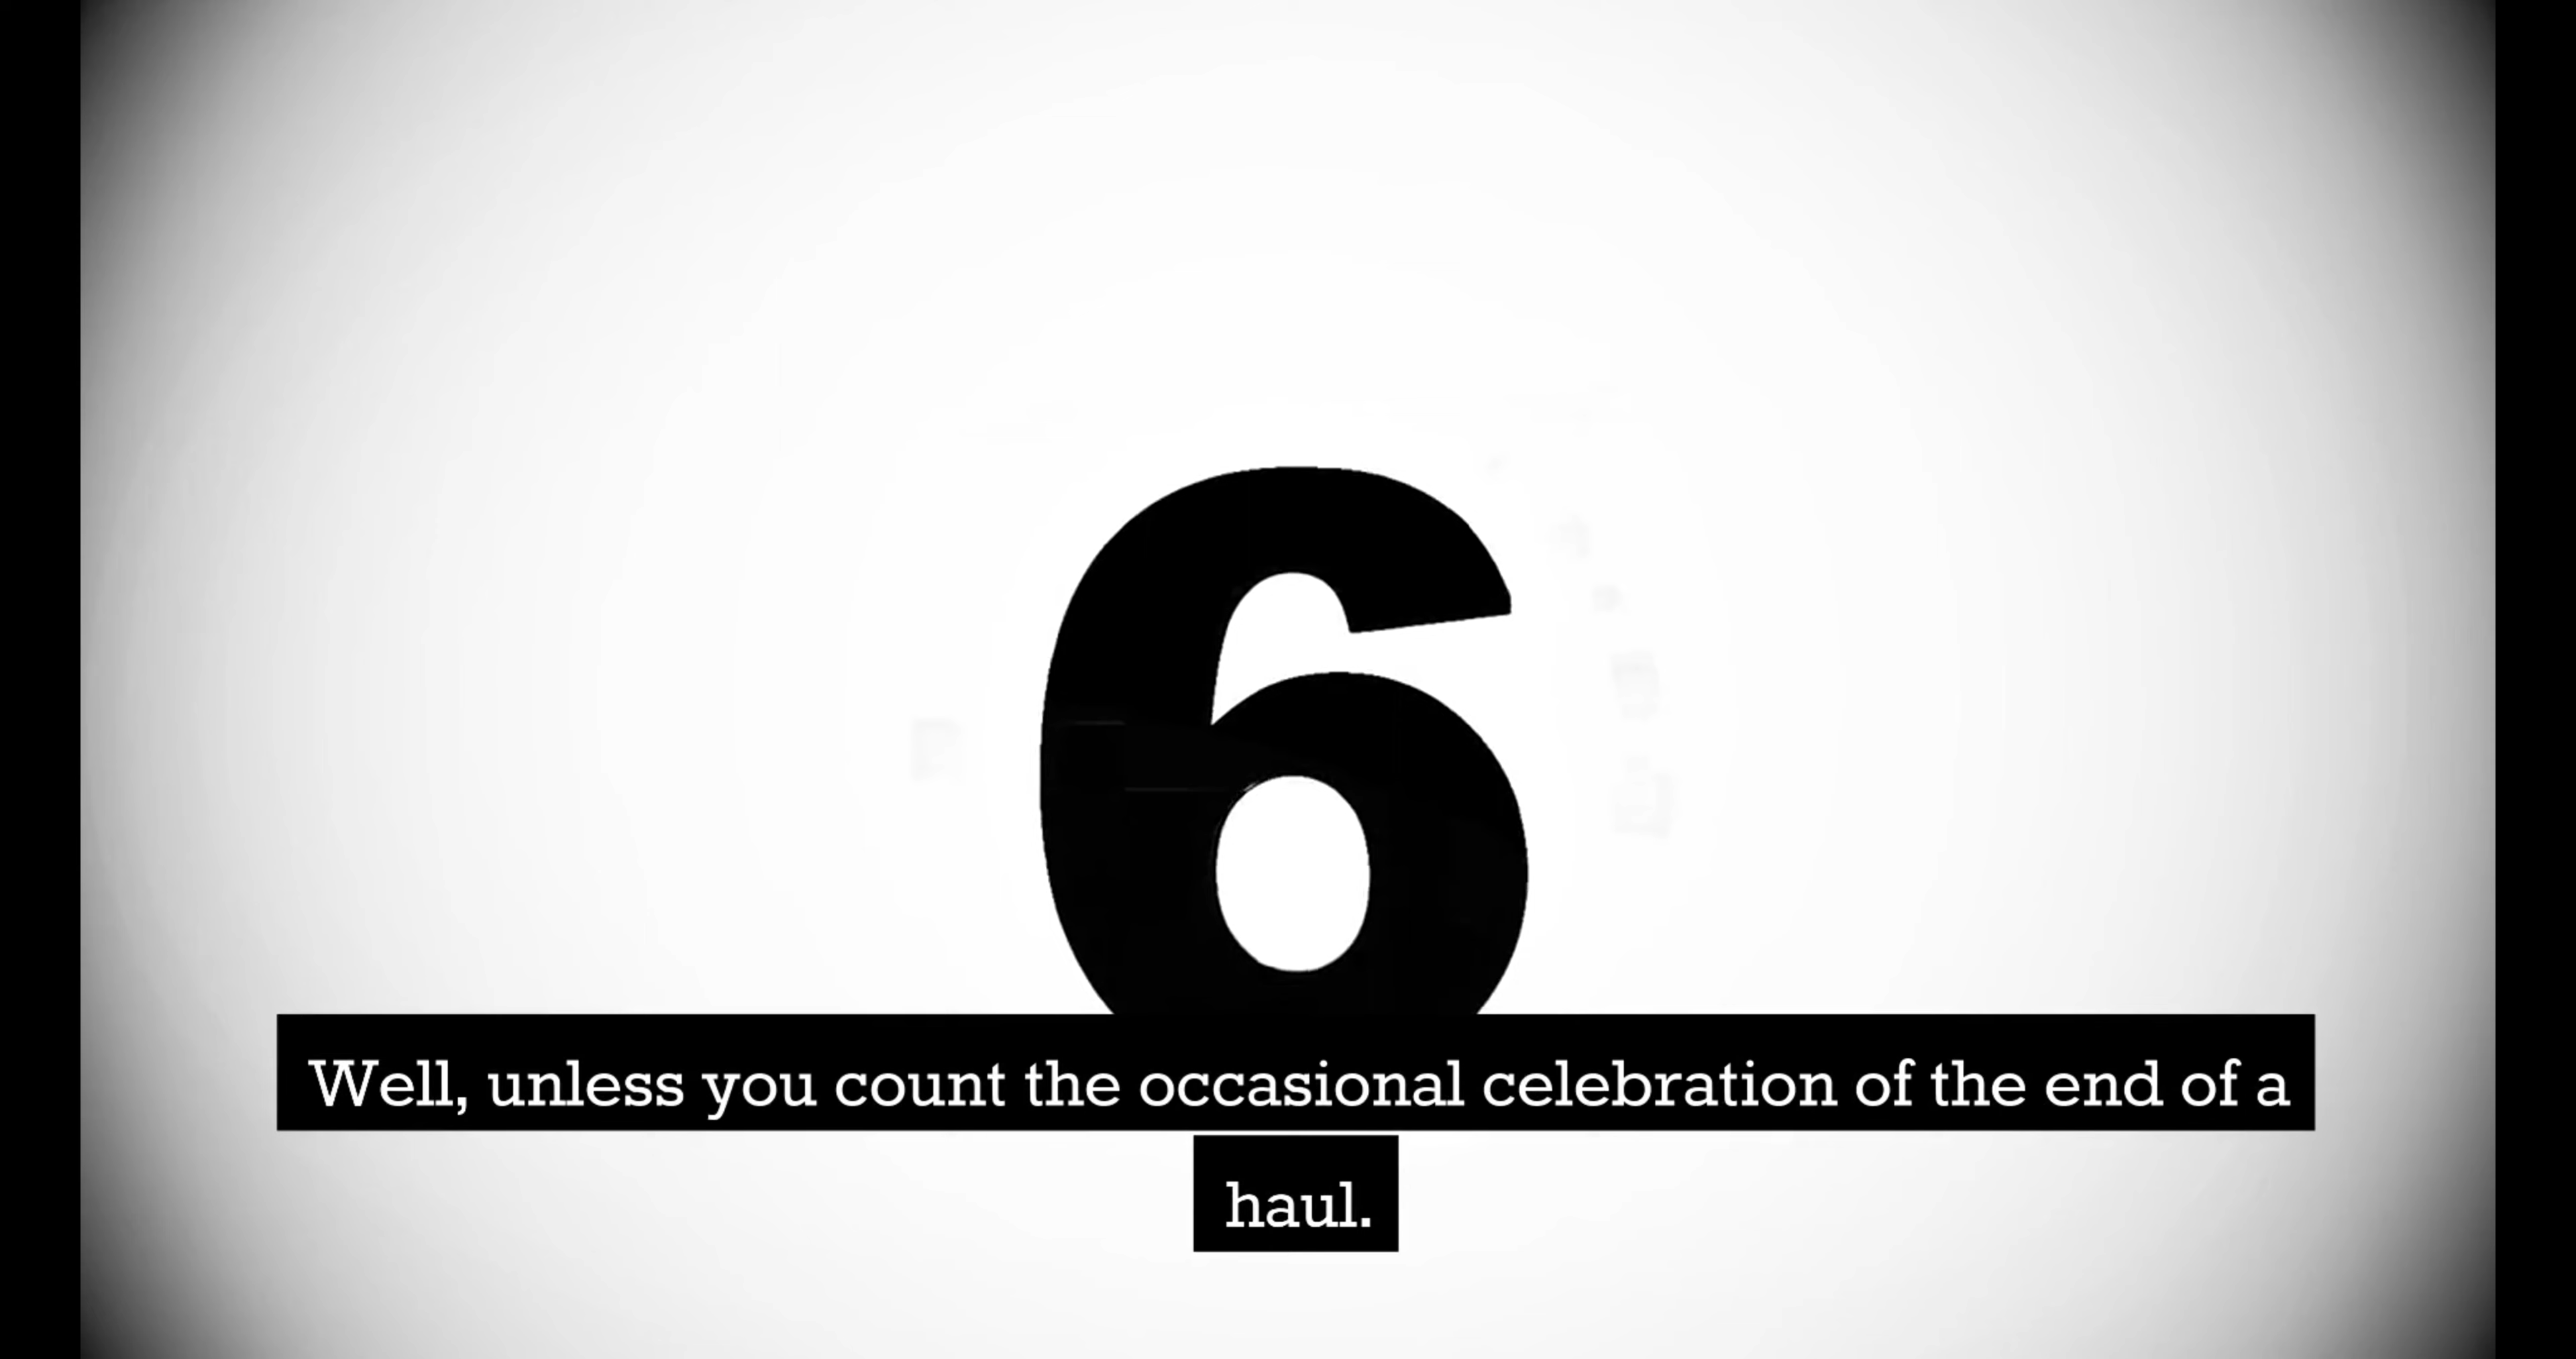 6
Well, unless you count the occasional celebration of the end of a
haul.